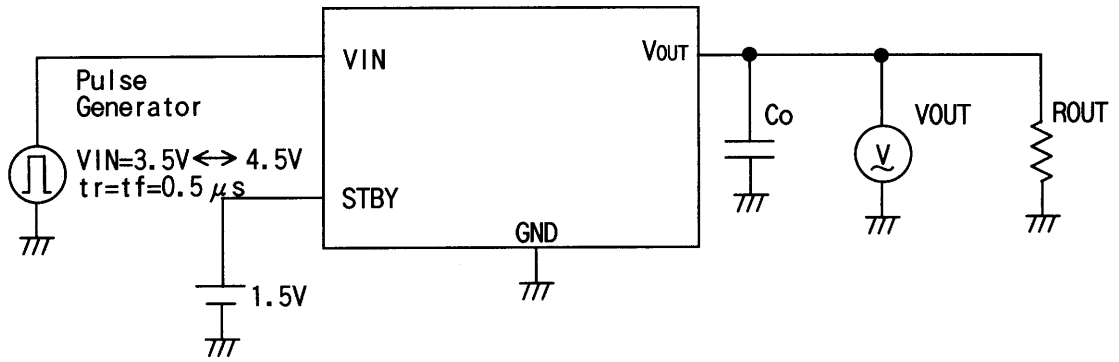 VIN
VOUT
Pulse
Generator
VIN=3.5V↔4.5V
tr=tf=0.5μs
STBY
GND
1.5V
Co
VOUT
V
ROUT